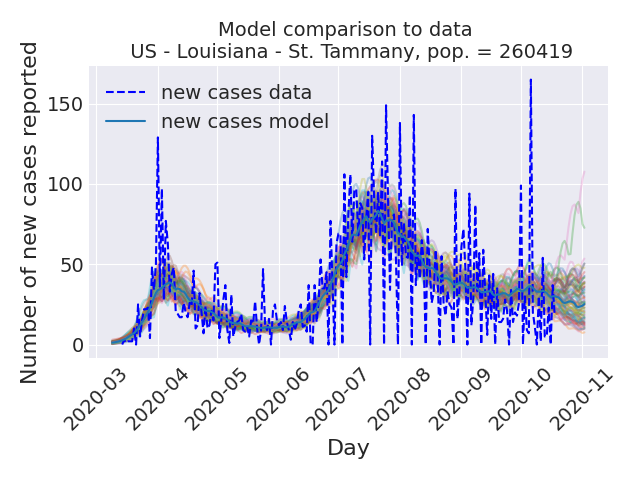 Model comparison to data
US - Louisiana - St. Tammany, pop. = 260419
Number of new cases reported
150
100
50
0
new cases data
new cases model
2020-03
2020-04
2020-05
2020-06
2020-07
2020-08
2020-09
2020-10
2020-11
Day